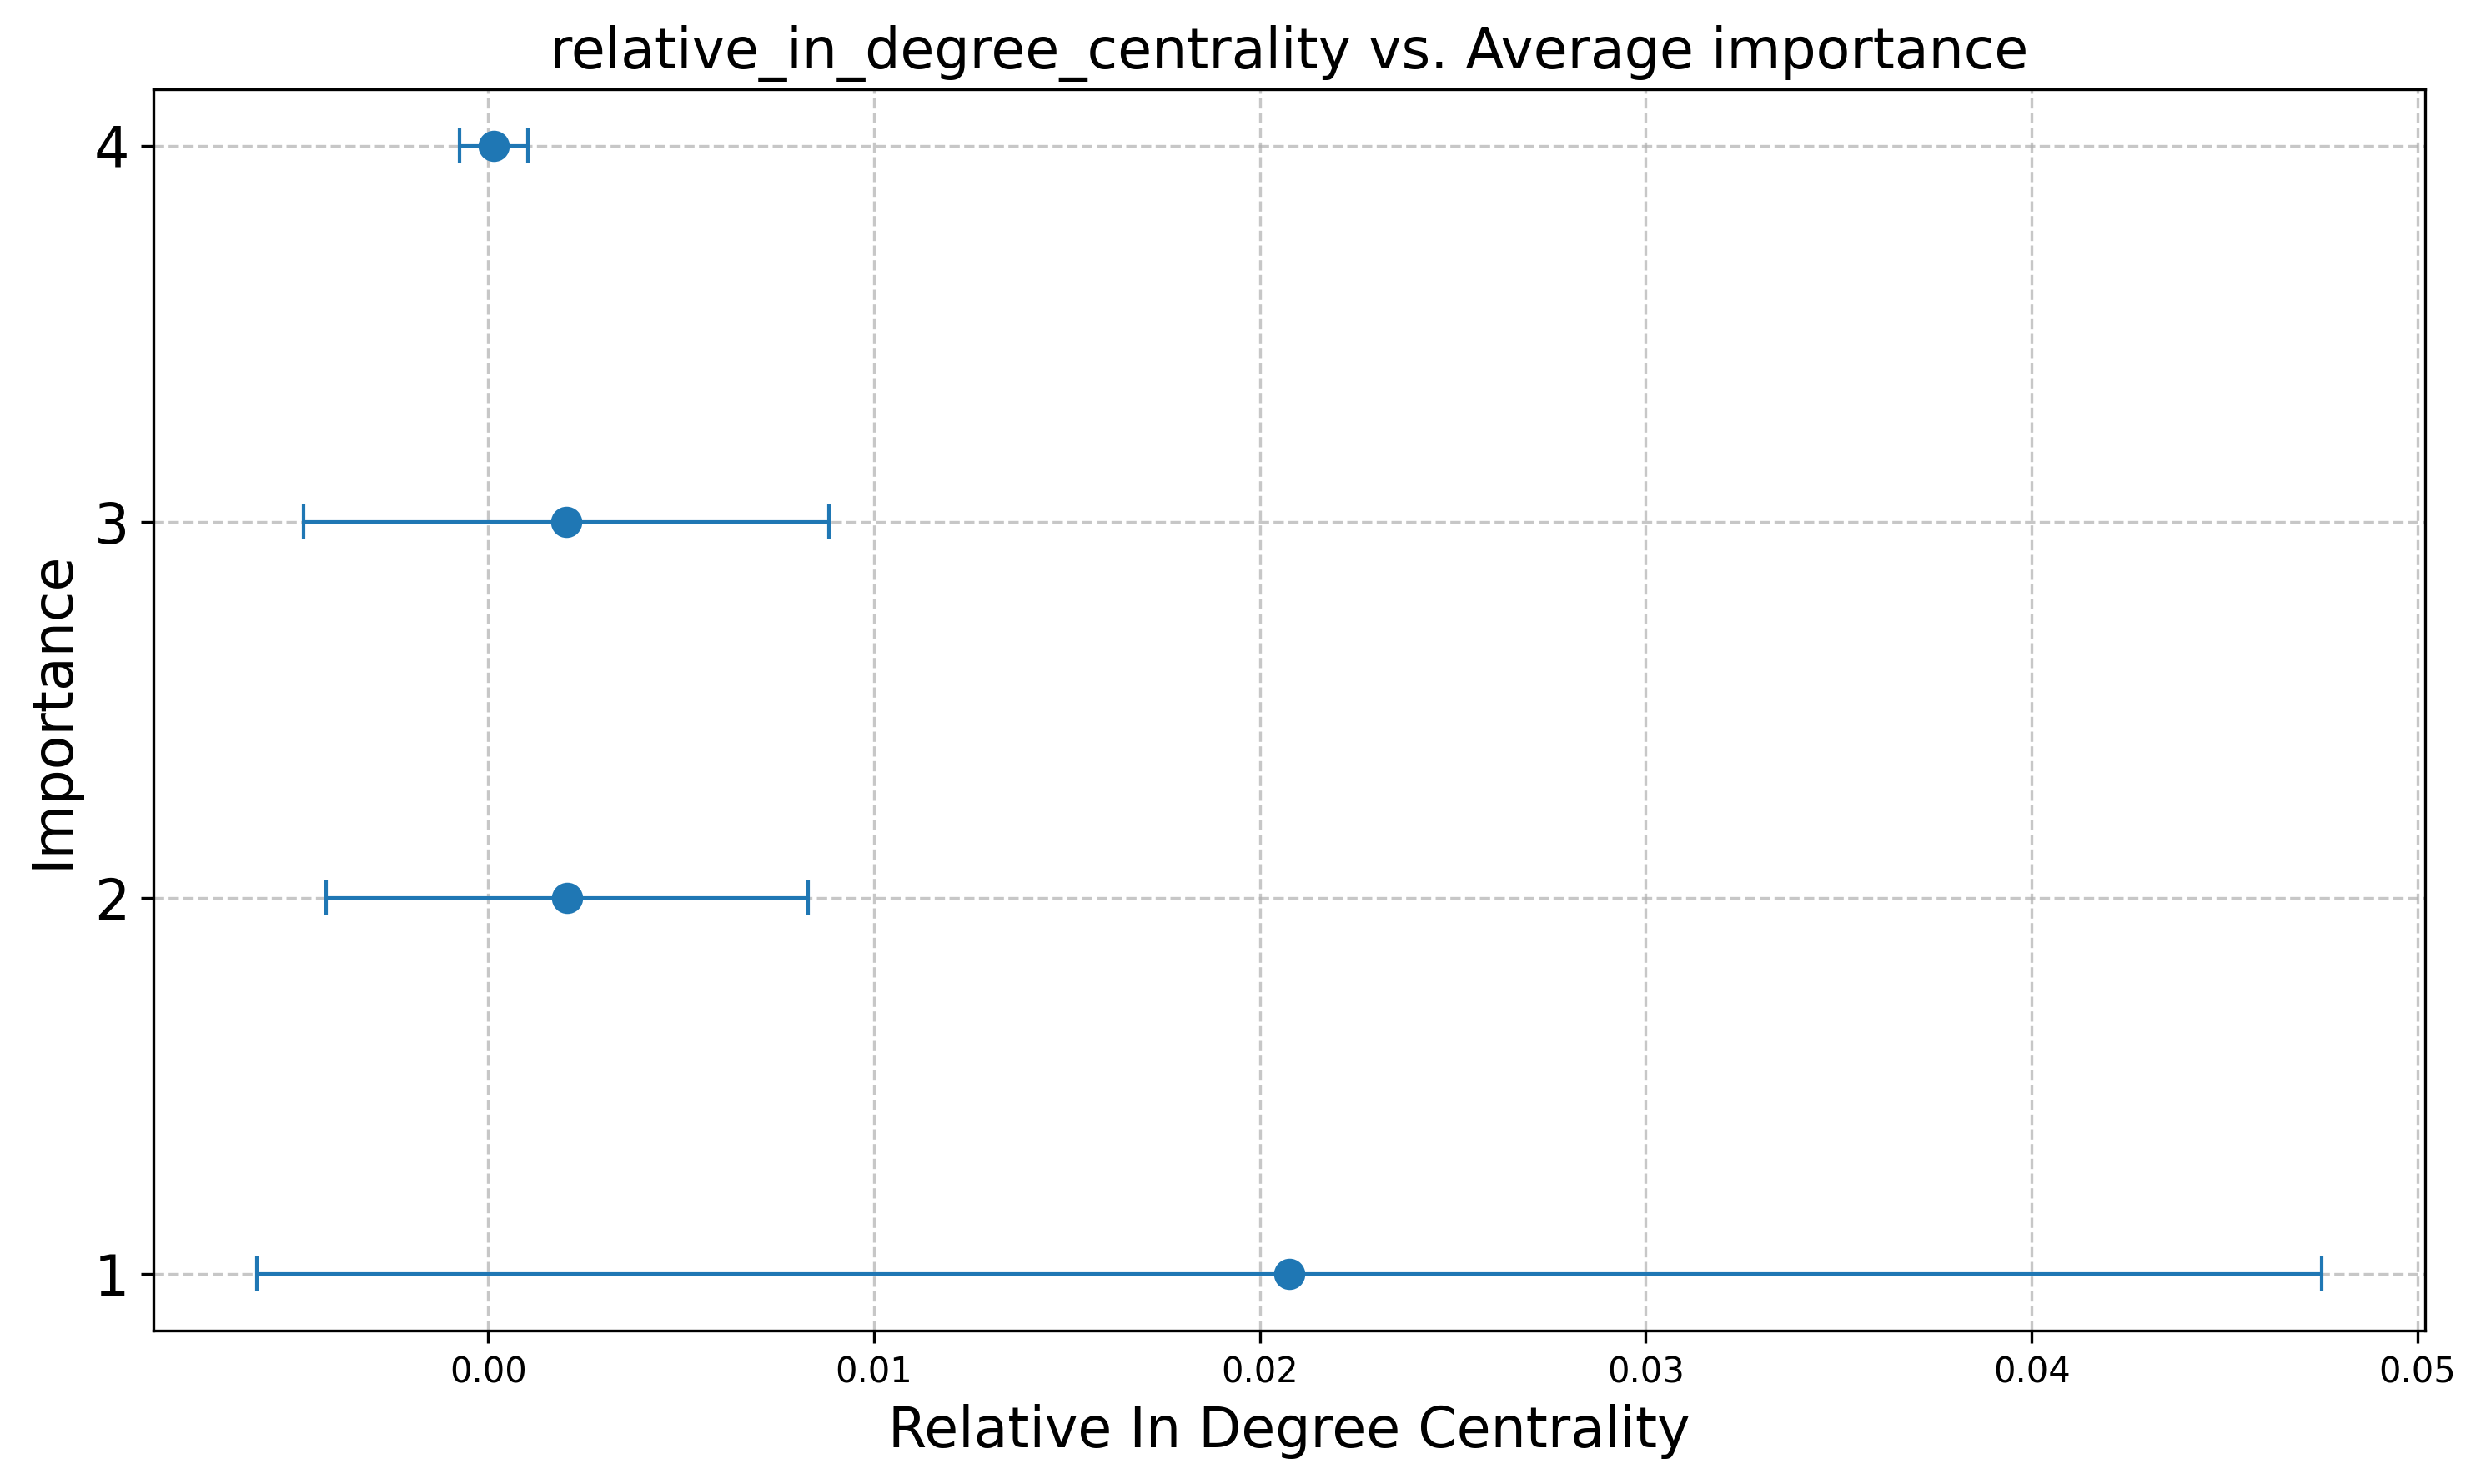 relative_in_degree_centrality vs. Average importance
4
3
2
1
Importance
0.00 0.01 0.02 0.03 0.04 0.05
Relative In Degree Centrality